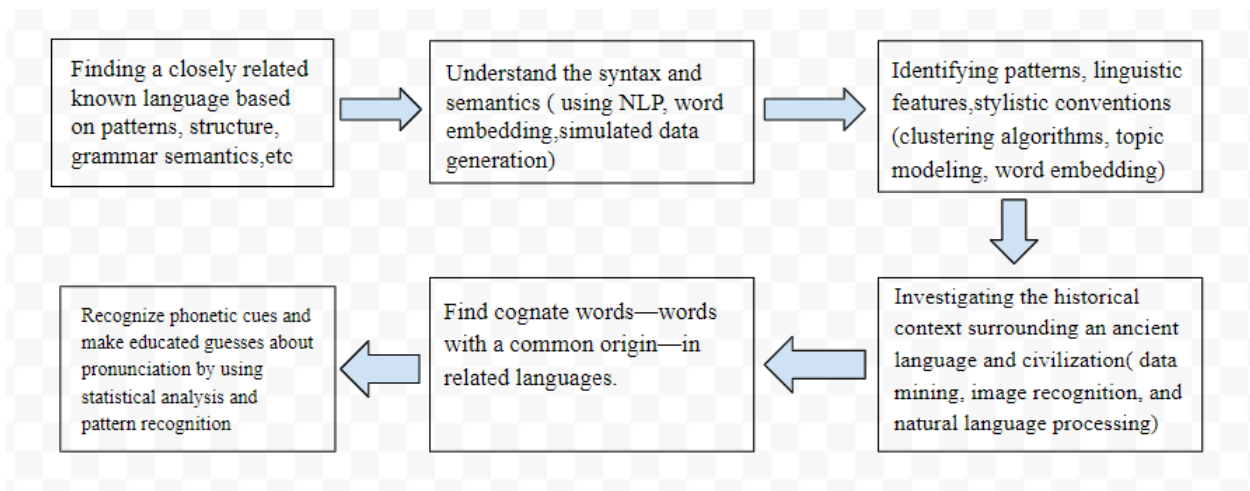 Finding a closely related
known language based
on patterns, structure,
grammar semantics,etc
Understand the syntax and
semantics ( using NLP, word
embedding,simulated data
generation)
Identifying patterns, linguistic
features,stylistic conventions
(clustering algorithms, topic
modeling, word embedding)
Investigating the historical
context surrounding an ancient
language and civilization( data
mining, image recognition, and
natural language processing)
Find cognate words—words
with a common origin—in
related languages.
Recognize phonetic cues and
make educated guesses about
pronunciation by using
statistical analysis and
pattern recognition